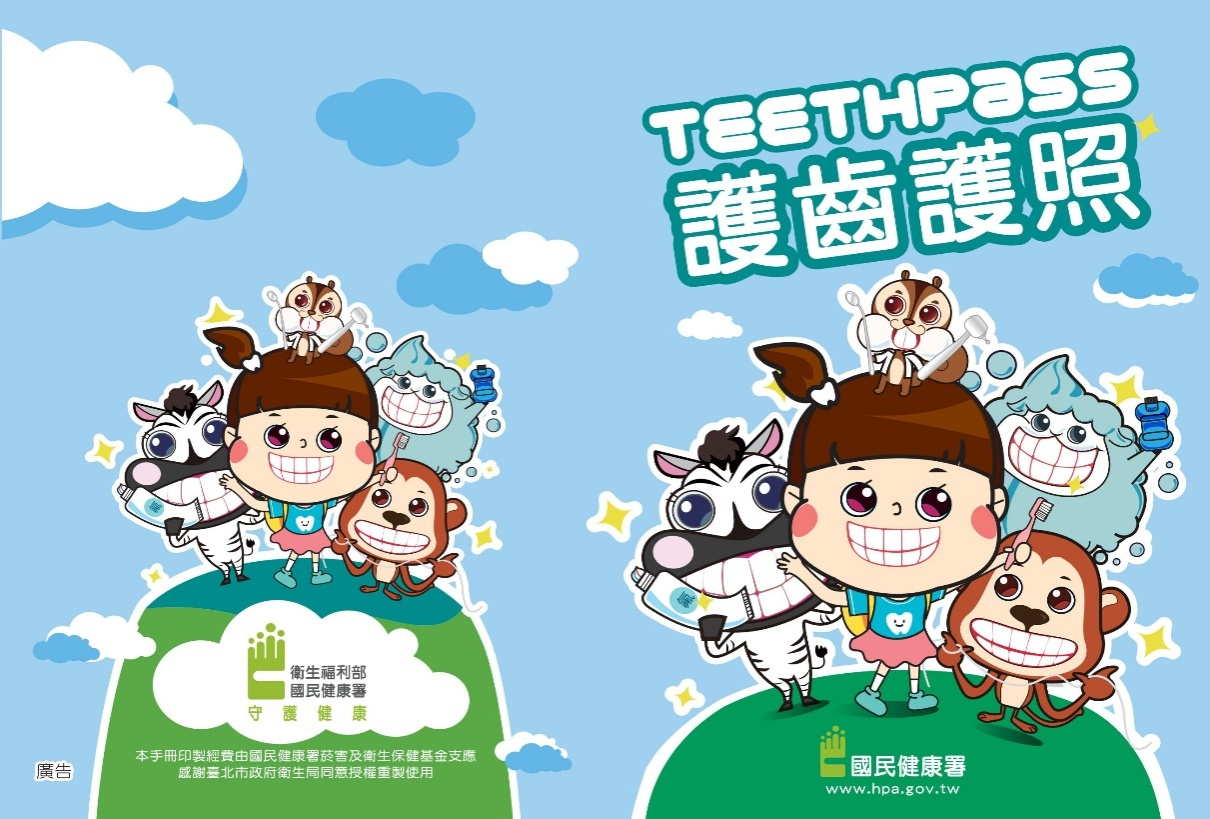 TEETHPASS
護齒護照
氟
國民健康署
www.hpa.gov.tw
氟
衛生福利部
國民健康署
守護健康
本手冊印製經費由國民健康署菸害及衛生保健基金支應
感謝臺北市政府衛生局同意授權重製使用
廣告